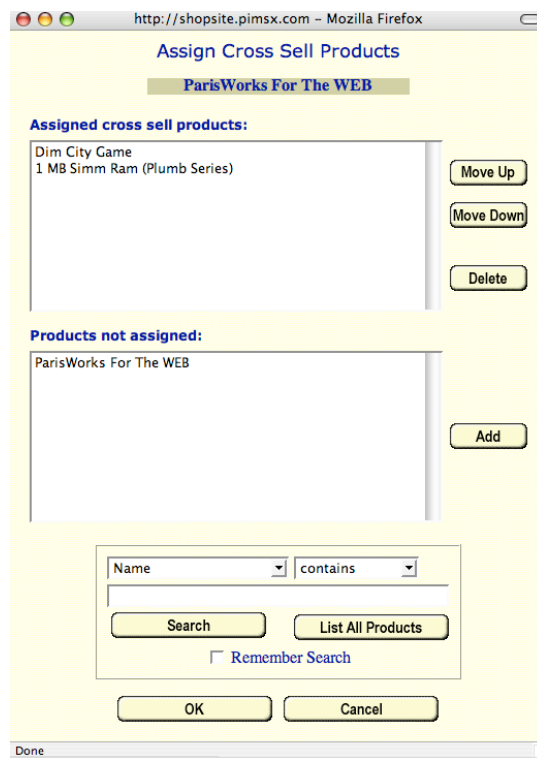 http://shopsite.pimsx.com – Mozilla Firefox
Assign Cross Sell Products
ParisWorks For The WEB
Assigned cross sell products:
Dim City Game
1 MB Simm Ram (Plumb Series)
Move Up
Move Down
Delete
Products not assigned:
ParisWorks For The WEB
Add
Name contains
Search List All Products
Remember Search
OK Cancel
Done